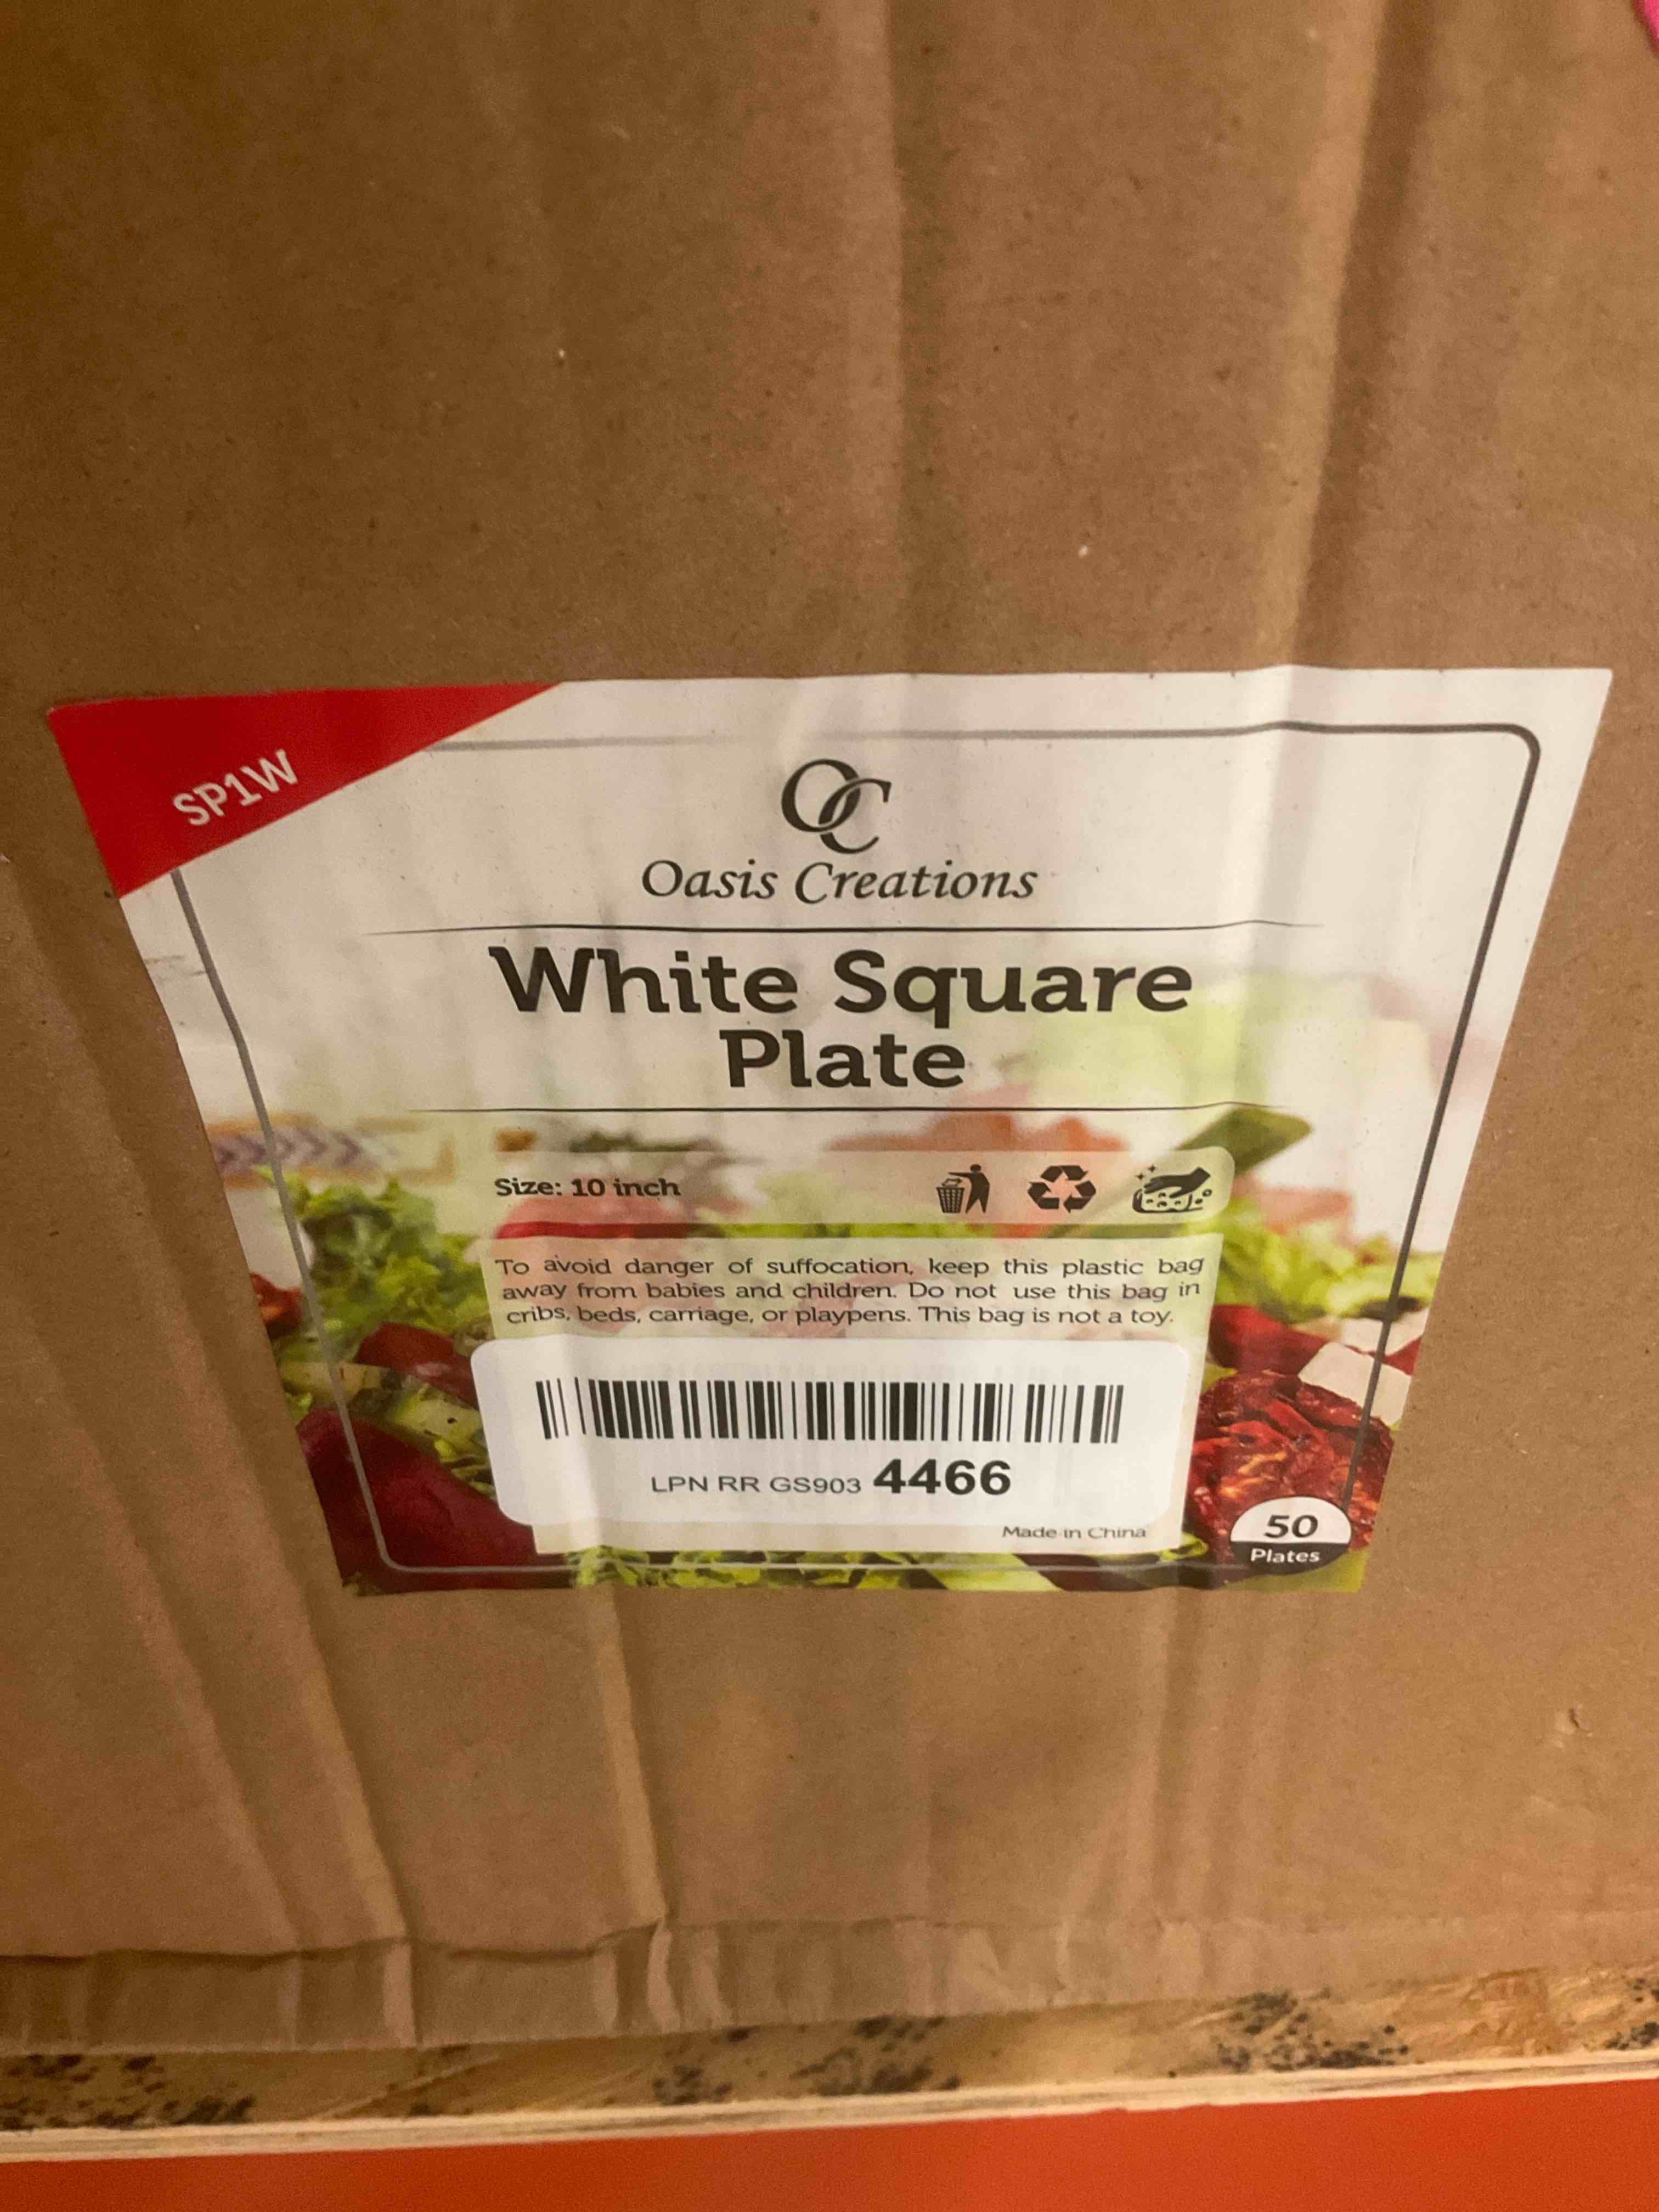 SP1W
OC
Oasis Creations
White Square
Plate
Size: 10 inch
To avoid danger of suffocation, keep this plastic bag
away from babies and children. Do not use this bag in
cribs, beds, carriage, or playpens. This bag is not a toy.
LPN RR GS903 4466
Made in China
50
Plates